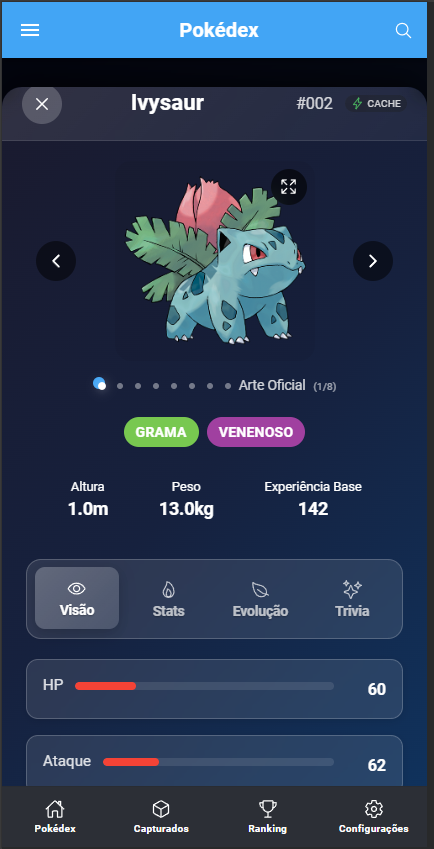 Pokédex
Ivysaur
#002
CACHE
Arte Oficial (1/8)
GRAMA
VENENOSO
Altura
1.0m
Peso
13.0kg
Experiência Base
142
Visão
Stats
Evolução
Trivia
HP
60
Ataque
62
Pokédex
Capturados
Ranking
Configurações